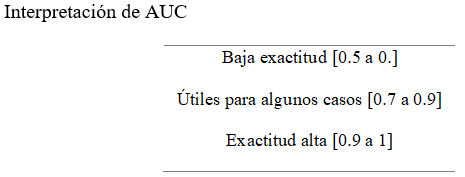 Interpretación de AUC
Baja exactitud [0.5 a 0.]
Útiles para algunos casos [0.7 a 0.9]
Exactitud alta [0.9 a 1]